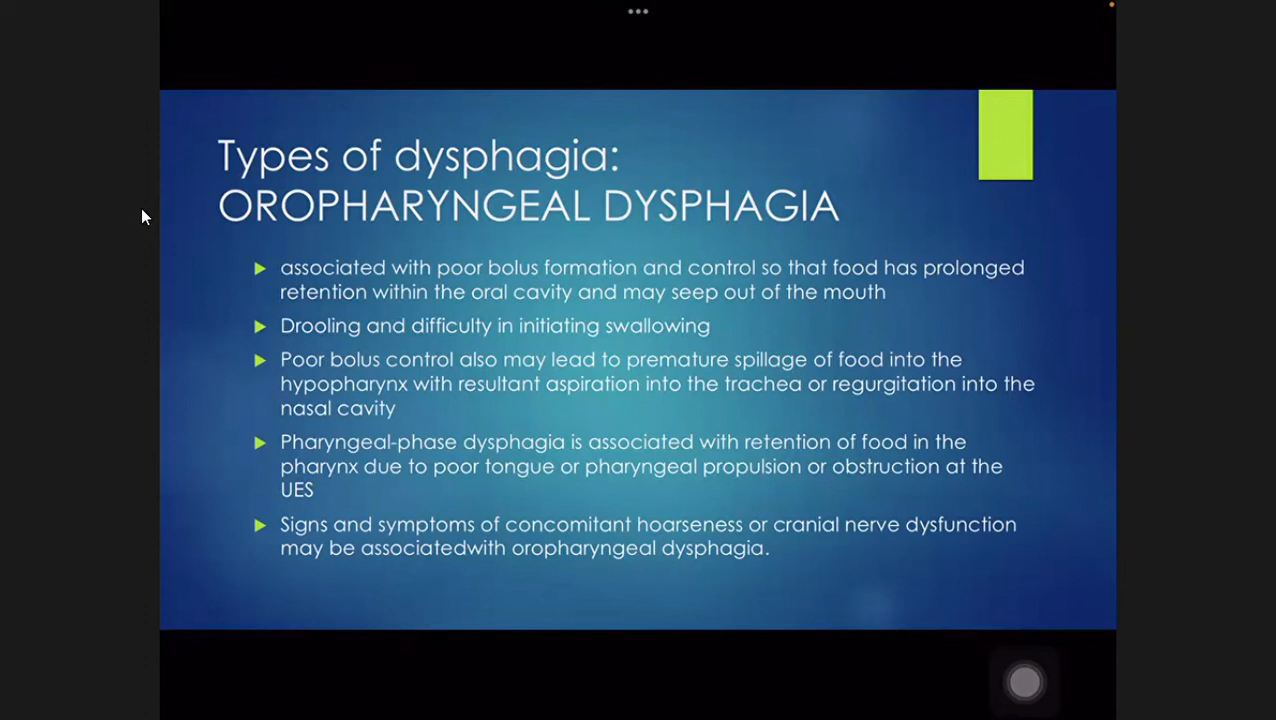 Types of dysphagia:
OROPHARYNGEAL DYSPHAGIA
associated with poor bolus formation and control so that food has prolonged
retention within the oral cavity and may seep out of the mouth
Drooling and difficulty in initiating swallowing
Poor bolus control also may lead to premature spillage of food into the
hypopharynx with resultant aspiration into the trachea or regurgitation into the
nasal cavity
Pharyngeal-phase dysphagia is associated with retention of food in the
pharynx due to poor tongue or pharyngeal propulsion or obstruction at the
UES
Signs and symptoms of concomitant hoarseness or cranial nerve dysfunction
may be associatedwith oropharyngeal dysphagia.